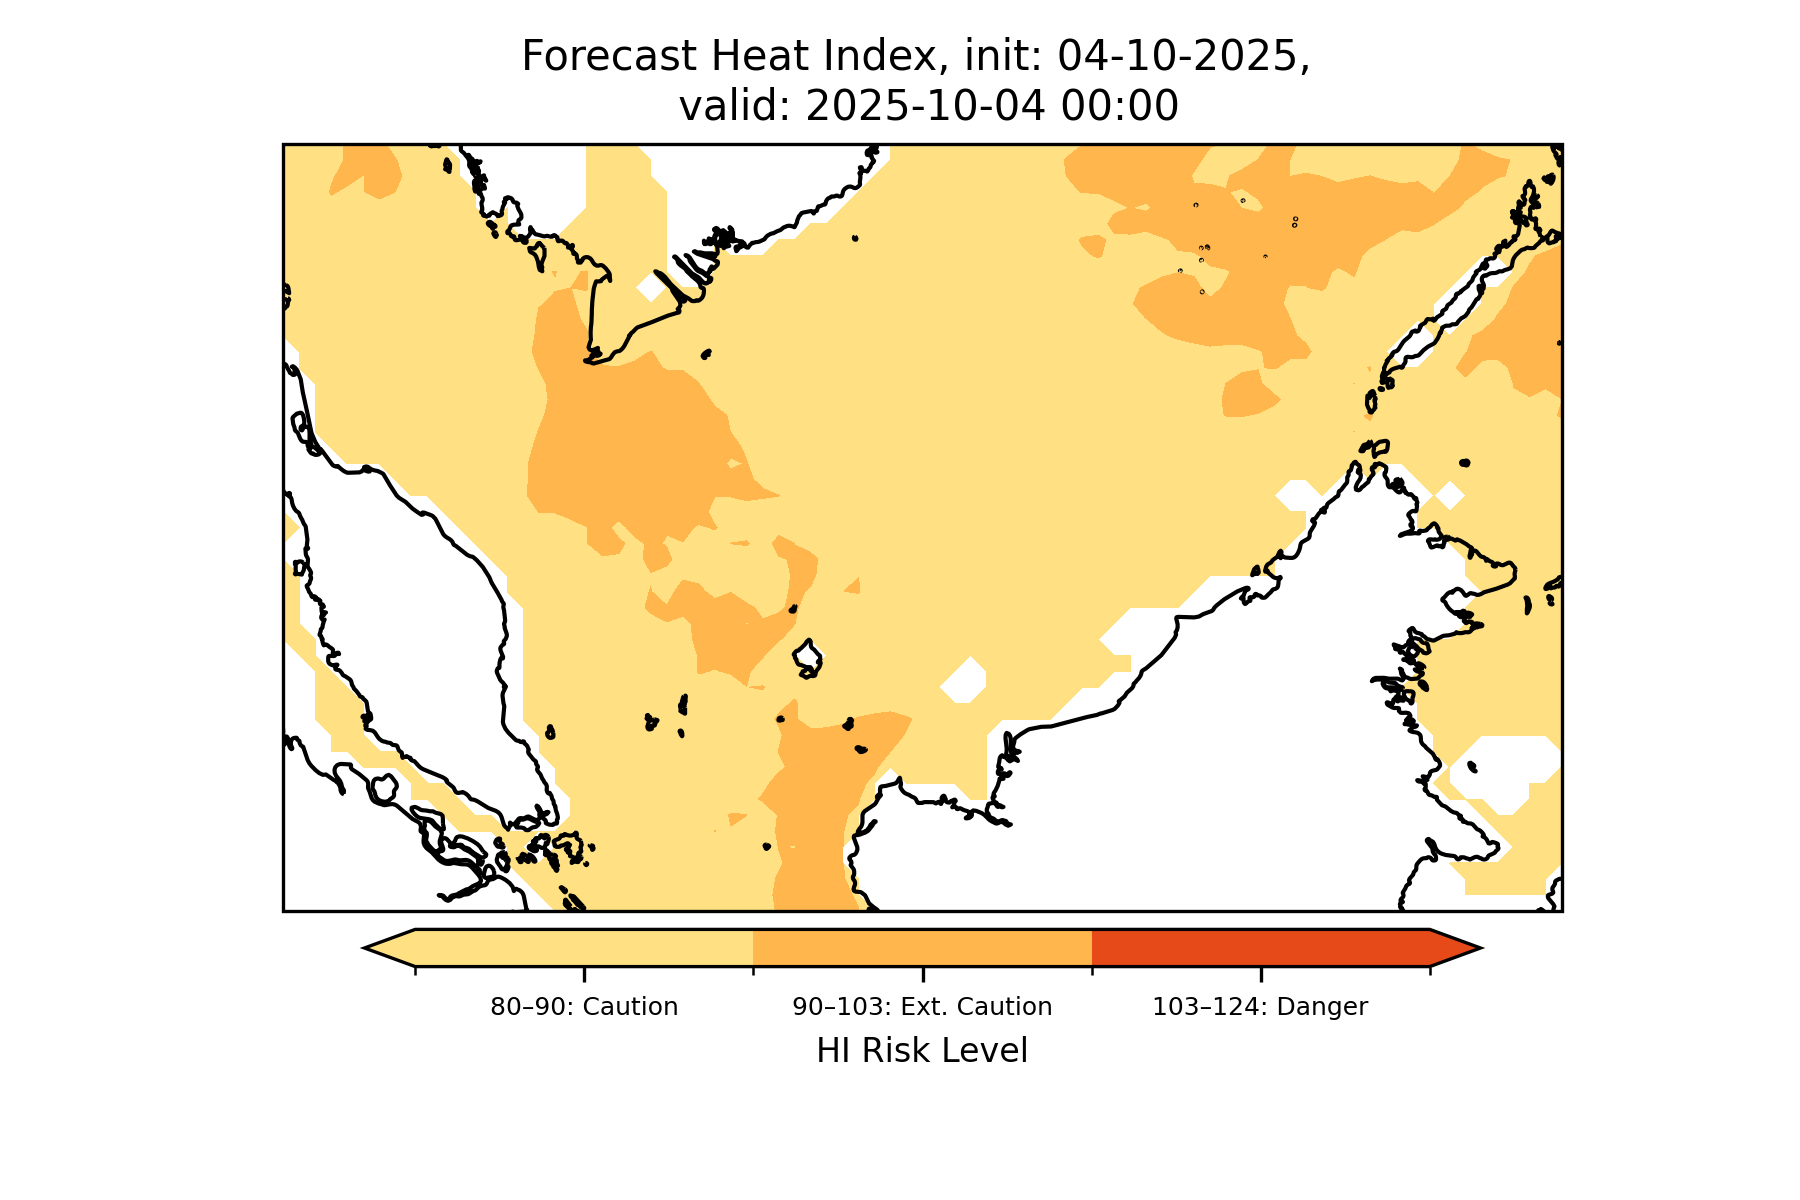 Forecast Heat Index, init: 04-10-2025,
valid: 2025-10-04 00:00
80–90: Caution
90–103: Ext. Caution
103–124: Danger
HI Risk Level